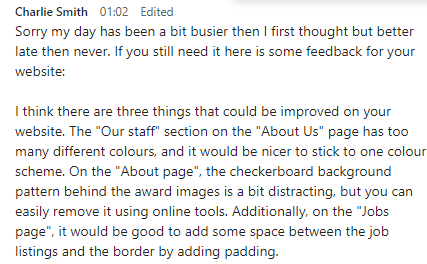 Charlie Smith 01:02 Edited
Sorry my day has been a bit busier then I first thought but better
late then never. If you still need it here is some feedback for your
website:
I think there are three things that could be improved on your
website. The "Our staff" section on the "About Us" page has too
many different colours, and it would be nicer to stick to one colour
scheme. On the "About page", the checkerboard background
pattern behind the award images is a bit distracting, but you can
easily remove it using online tools. Additionally, on the "Jobs
page", it would be good to add some space between the job
listings and the border by adding padding.